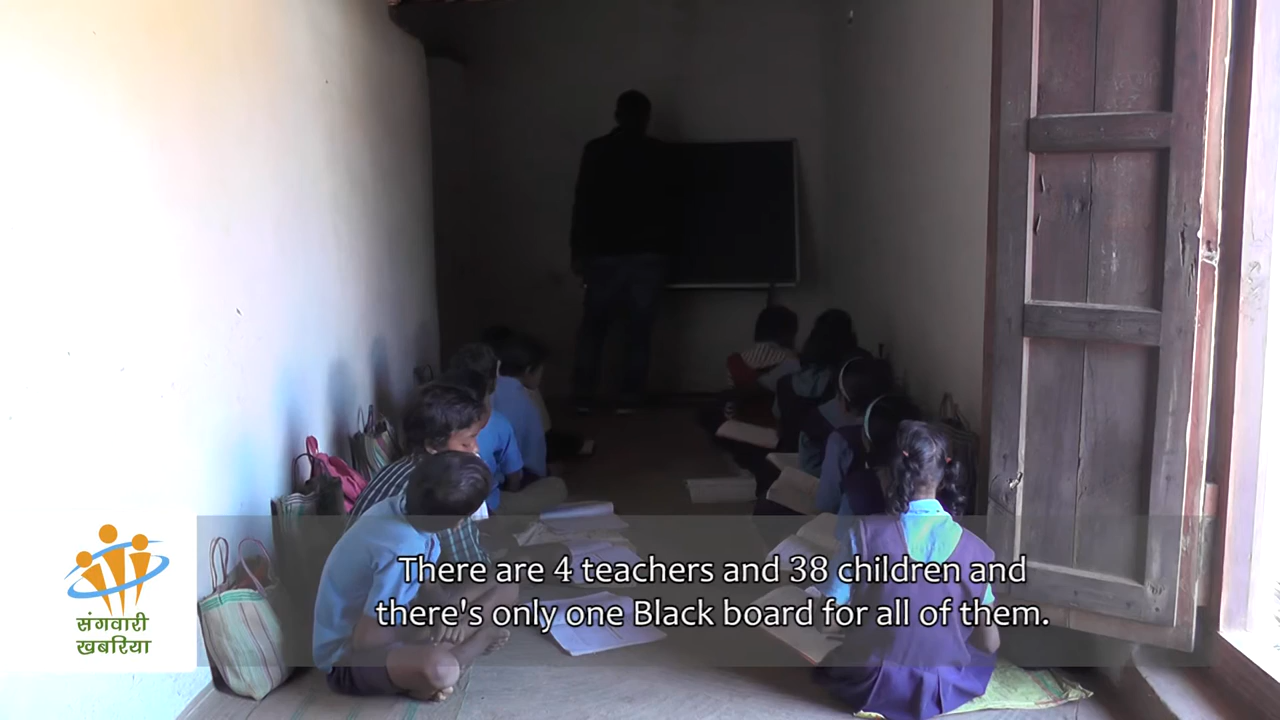 There are 4 teachers and 38 children and
there's only one Black board for all of them.
संगवारी
खबरिया